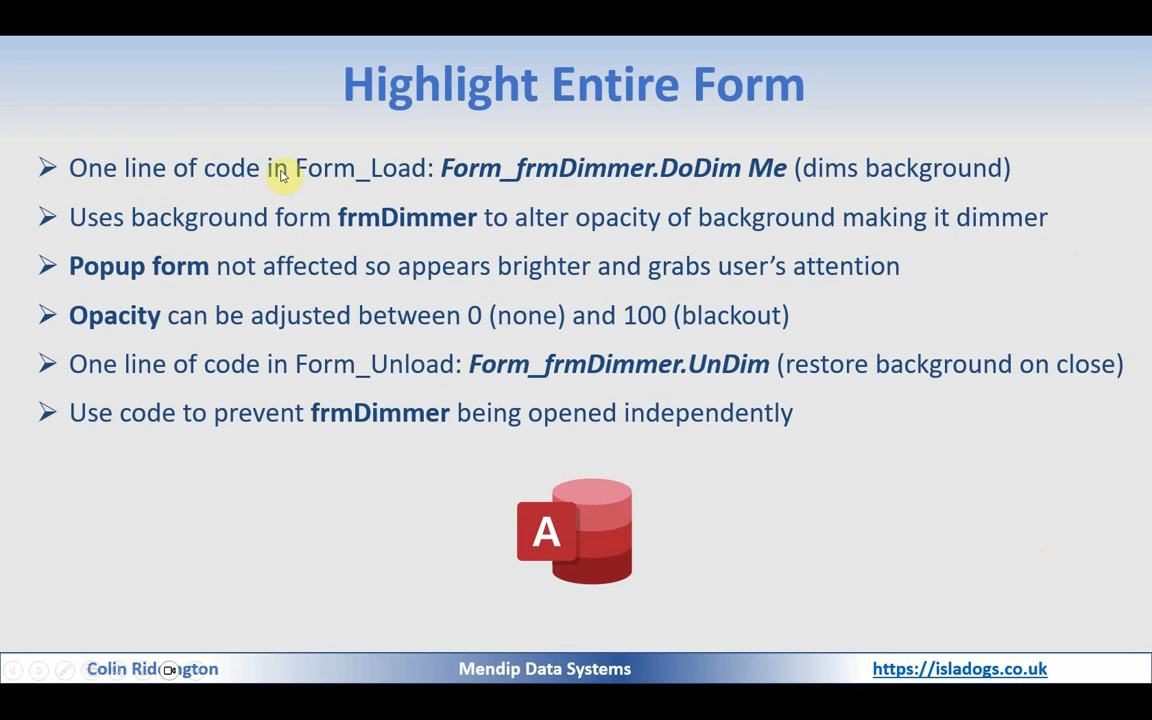 Highlight Entire Form
One line of code in Form_Load: Form_frmDimmer.DoDim Me (dims background)
Uses background form frmDimmer to alter opacity of background making it dimmer
Popup form not affected so appears brighter and grabs user's attention
Opacity can be adjusted between 0 (none) and 100 (blackout)
One line of code in Form_Unload: Form_frmDimmer.UnDim (restore background on close)
Use code to prevent frmDimmer being opened independently
A
Colin Mendip Data Systems https://isladogs.co.uk